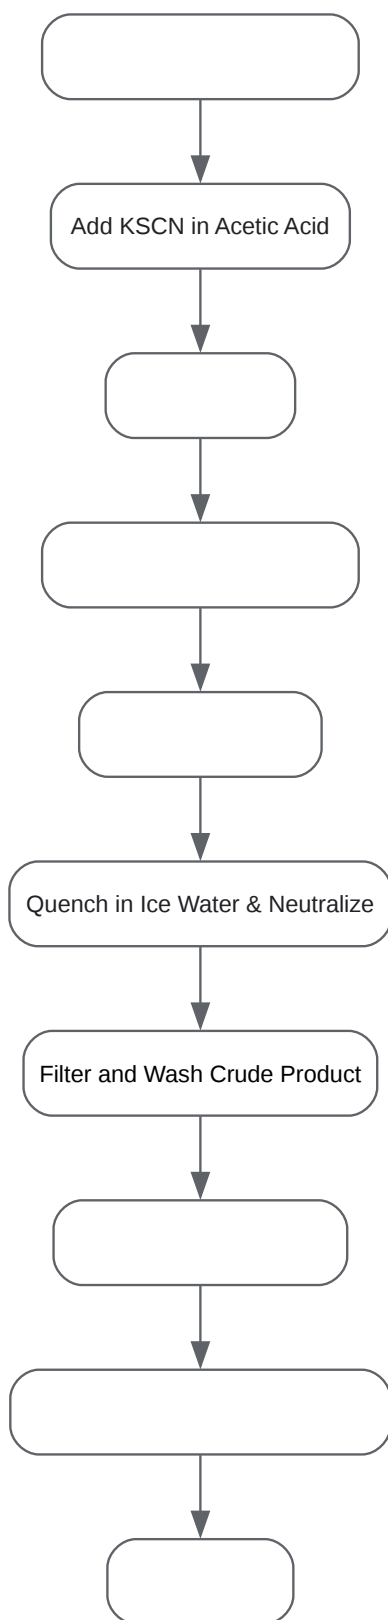 Add KSCN in Acetic Acid
Quench in Ice Water & Neutralize
Filter and Wash Crude Product